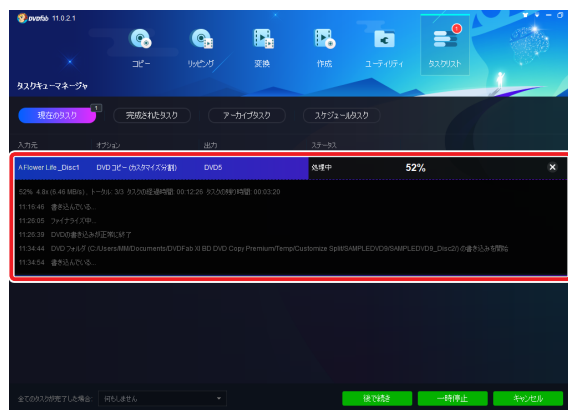 DVDFab 11.0.2.1
コピー リッピング 変換 作成 ユーティリティ タスクリスト
タスクキューマネージャ
現在のタスク 1 完成されたタスク アーカイブタスク スケジュールタスク
入力元 オプション 出力 ステータス
A Flower Life _Disc1 DVD コピー (カスタマイズ分割) DVD5 処理中 52%
52% 4.8x (6.46 MB/s) , トータル: 3/3 タスクの経過時間: 00:12:26 タスクの残り時間: 00:03:20
11:16:46 書き込んでいる...
11:26:05 ファイナライズ中...
11:26:39 DVDの書き込みが正常に終了
11:34:44 DVD フォルダ (C:/Users/MM/Documents/DVDFab XI BD DVD Copy Premium/Temp/Customize Split/SAMPLEDVD9/SAMPLEDVD9_Disc2/) の書き込みを開始
11:34:54 書き込んでいる...
全てのタスクが完了した場合: 何もしません 後で続き 一時停止 キャンセル